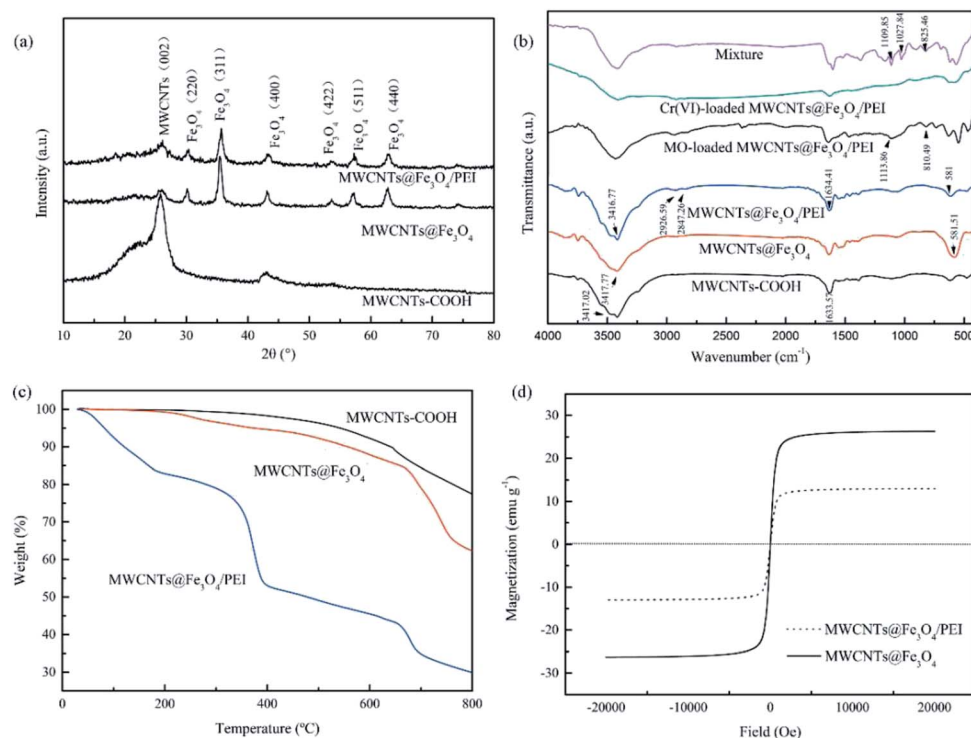 (a)
MWCNTs (002)
Fe₃O₄ (220)
Fe₃O₄ (311)
Fe₃O₄ (400)
Fe₃O₄ (422)
Fe₃O₄ (511)
Fe₃O₄ (440)
MWCNTs@Fe₃O₄/PEI
MWCNTs@Fe₃O₄
MWCNTs-COOH
Intensity (a.u.)
10 20 30 40 50 60 70 80
2θ (°)
(b)
1109.85
1027.84
825.46
Mixture
Cr(VI)-loaded MWCNTs@Fe₃O₄/PEI
MO-loaded MWCNTs@Fe₃O₄/PEI
1113.86
810.49
3416.77
2926.59
2847.26
1634.41
581
MWCNTs@Fe₃O₄/PEI
MWCNTs@Fe₃O₄
581.51
MWCNTs-COOH
3417.02
3417.77
1633.57
Transmittance (a.u.)
4000 3500 3000 2500 2000 1500 1000 500
Wavenumber (cm⁻¹)
(c)
100
90
80
70
60
50
40
30
MWCNTs-COOH
MWCNTs@Fe₃O₄
MWCNTs@Fe₃O₄/PEI
Weight (%)
0 200 400 600 800
Temperature (ºC)
(d)
30
20
10
0
-10
-20
-30
MWCNTs@Fe₃O₄/PEI
MWCNTs@Fe₃O₄
Magnetization (emu g⁻¹)
-20000 -10000 0 10000 20000
Field (Oe)